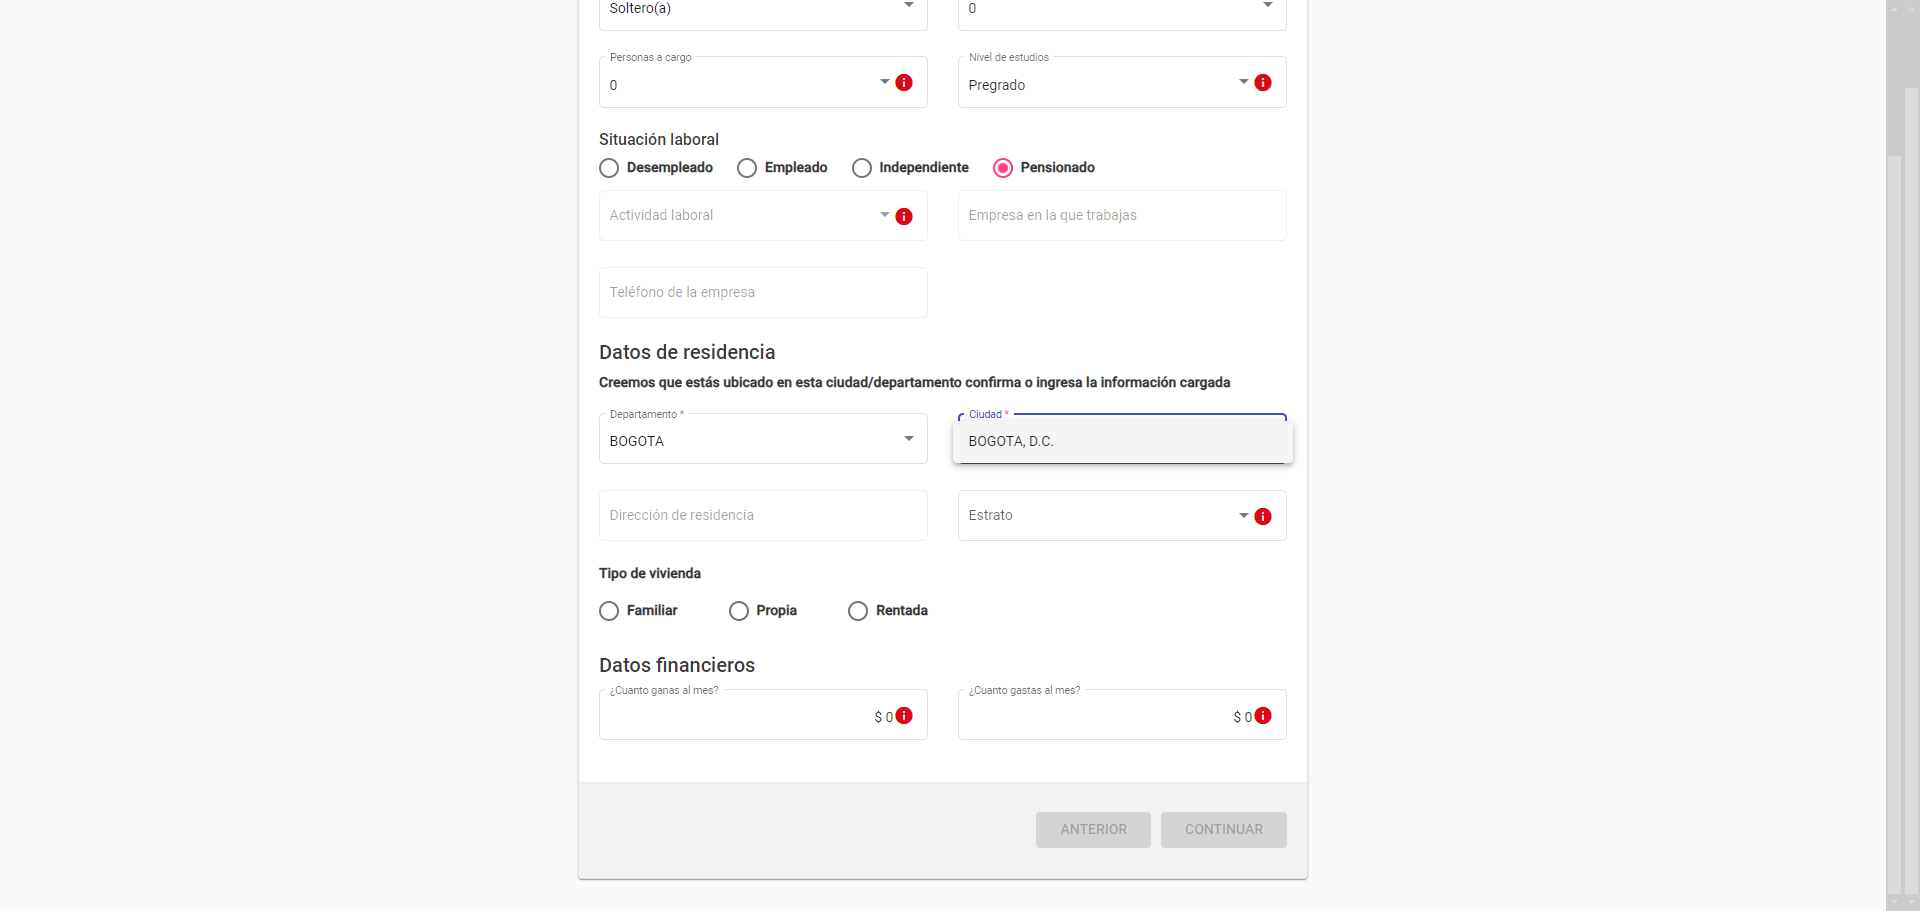 Soltero(a)
0
Personas a cargo
0
Nivel de estudios
Pregrado
Situación laboral
Desempleado
Empleado
Independiente
Pensionado
Actividad laboral
Empresa en la que trabajas
Teléfono de la empresa
Datos de residencia
Creemos que estás ubicado en esta ciudad/departamento confirma o ingresa la información cargada
Departamento *
BOGOTA
Ciudad *
BOGOTA, D.C.
Dirección de residencia
Estrato
Tipo de vivienda
Familiar
Propia
Rentada
Datos financieros
¿Cuanto ganas al mes?
$ 0
¿Cuanto gastas al mes?
$ 0
ANTERIOR
CONTINUAR